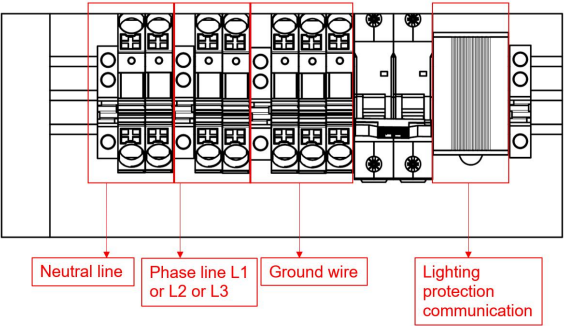 Neutral line
Phase line L1
or L2 or L3
Ground wire
Lighting
protection
communication